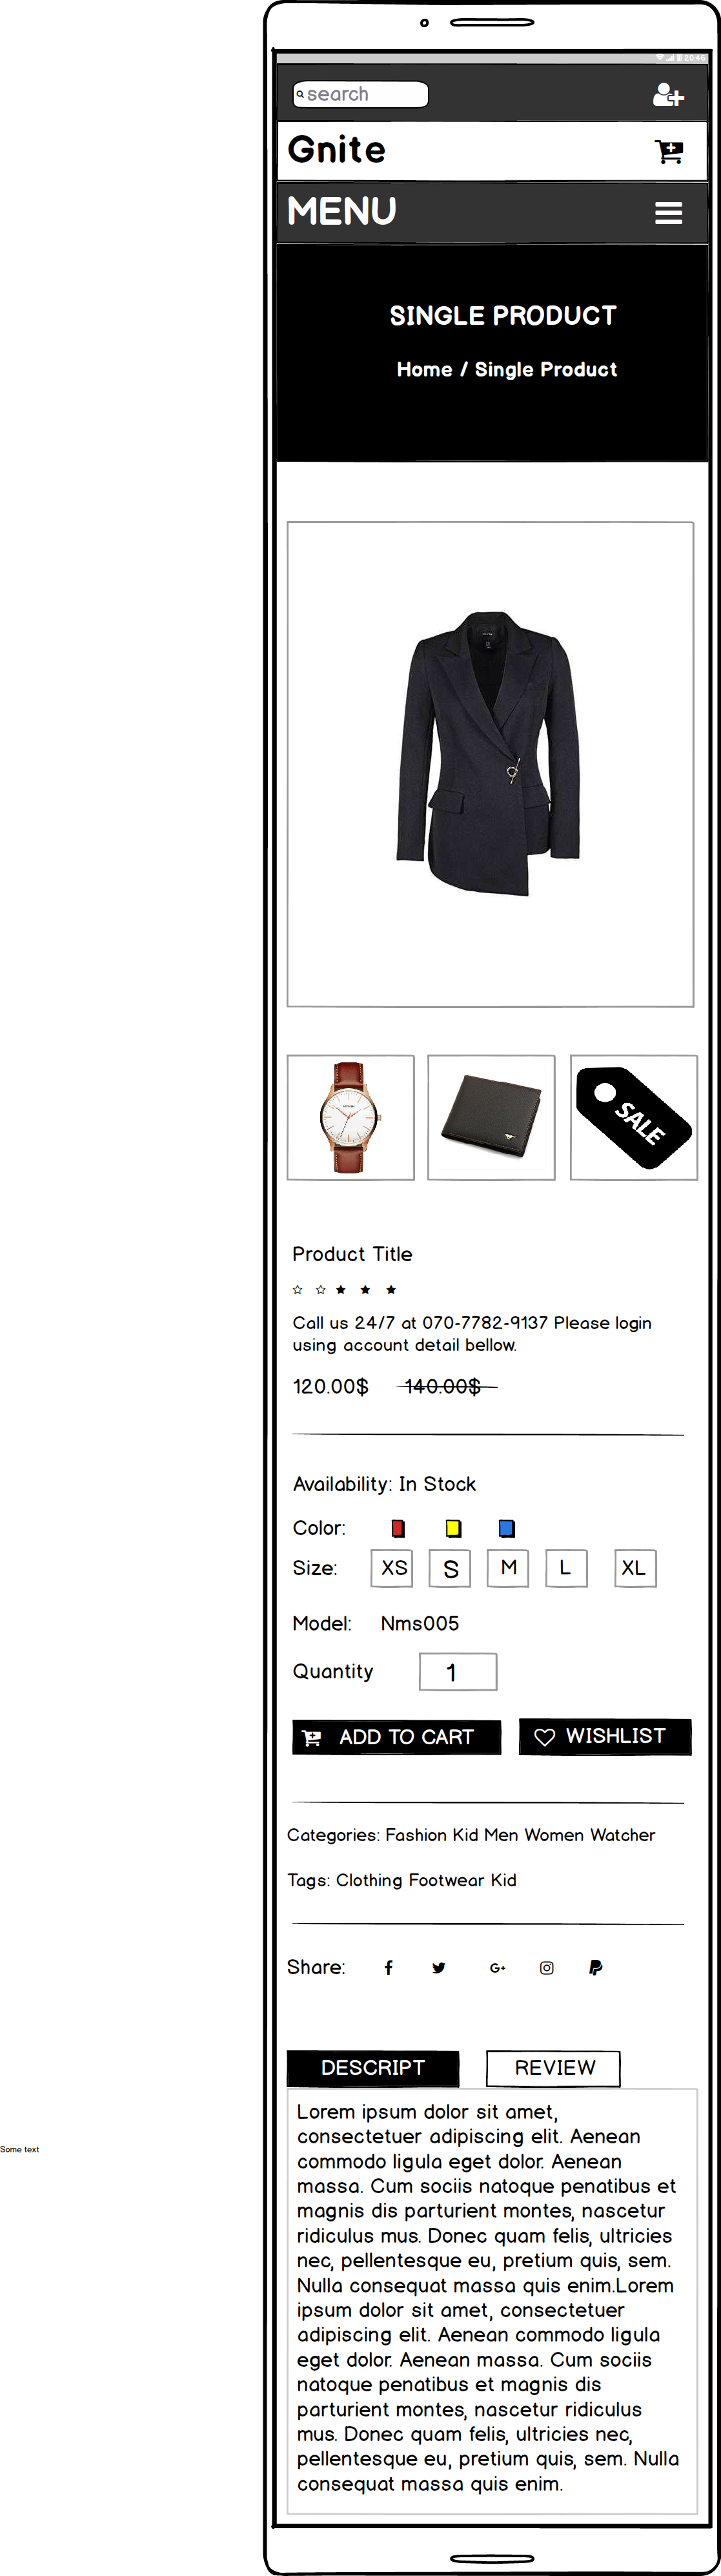 20:46
search
Gnite
MENU
SINGLE PRODUCT
Home / Single Product
SALE
Product Title
Call us 24/7 at 070-7782-9137 Please login
using account detail bellow.
120.00$ 140.00$
Availability: In Stock
Color:
Size: XS S M L XL
Model: Nms005
Quantity 1
ADD TO CART WISHLIST
Categories: Fashion Kid Men Women Watcher
Tags: Clothing Footwear Kid
Share:
DESCRIPT REVIEW
Lorem ipsum dolor sit amet,
consectetuer adipiscing elit. Aenean
Some text
commodo ligula eget dolor. Aenean
massa. Cum sociis natoque penatibus et
magnis dis parturient montes, nascetur
ridiculus mus. Donec quam felis, ultricies
nec, pellentesque eu, pretium quis, sem.
Nulla consequat massa quis enim.Lorem
ipsum dolor sit amet, consectetuer
adipiscing elit. Aenean commodo ligula
eget dolor. Aenean massa. Cum sociis
natoque penatibus et magnis dis
parturient montes, nascetur ridiculus
mus. Donec quam felis, ultricies nec,
pellentesque eu, pretium quis, sem. Nulla
consequat massa quis enim.